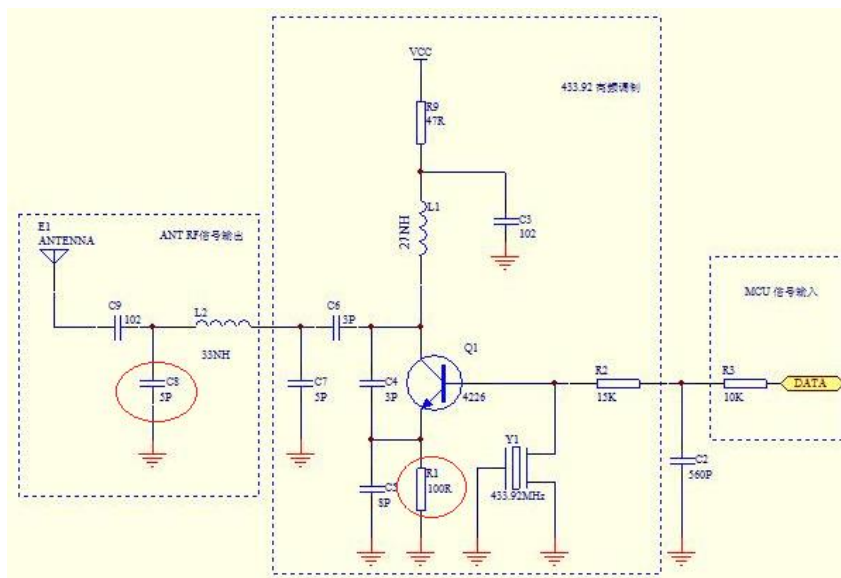 VCC
R9
47R
433.92 高频调制
L1
27NH
C3
102
E1
ANTENNA
ANT RF信号输出
MCU 信号输入
C9
102
L2
33NH
C6
3P
Q1
4226
R2
15K
R3
10K
DATA
C8
5P
C7
5P
C4
3P
Y1
433.92MHz
C5
8P
R1
100R
C2
560P